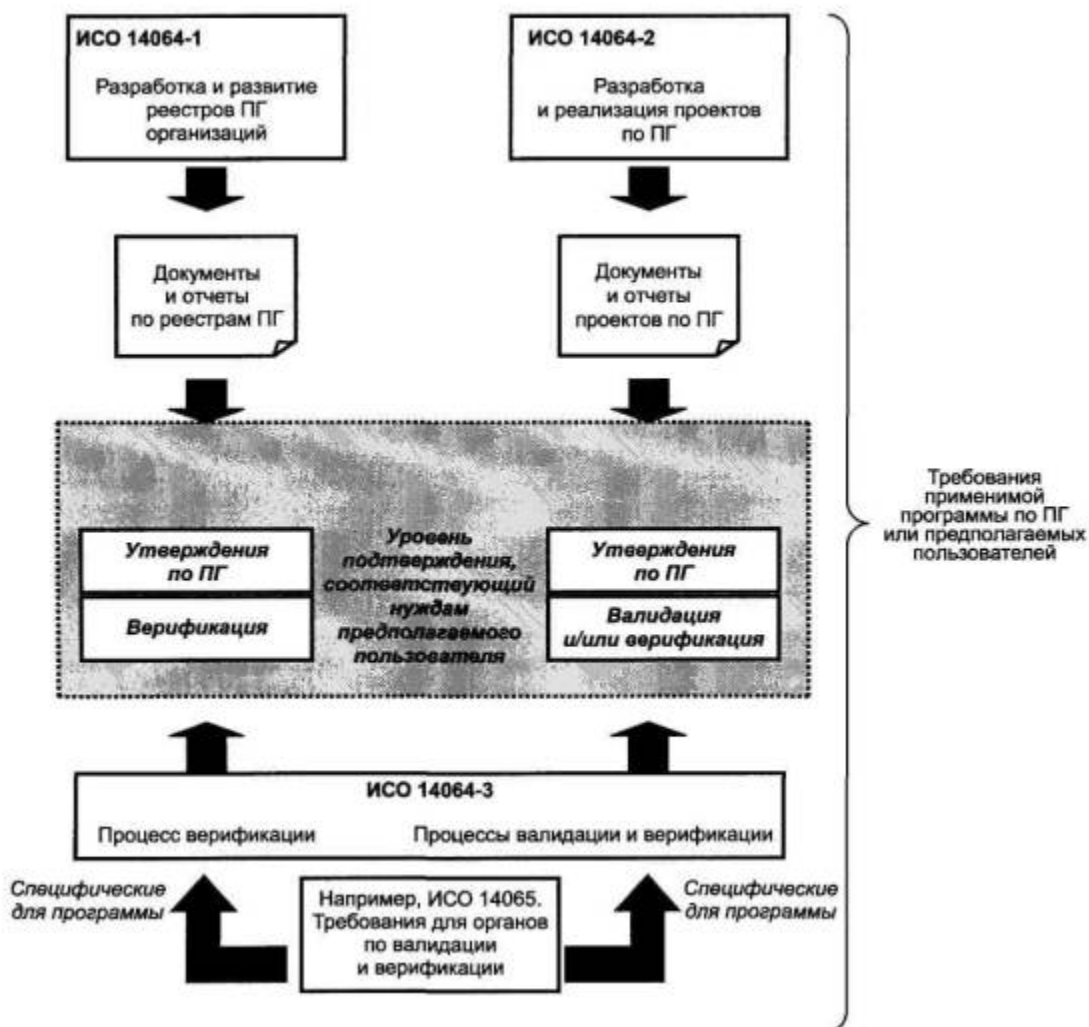 ИСО 14064-1
Разработка и развитие
реестров ПГ
организаций
ИСО 14064-2
Разработка
и реализация проектов
по ПГ
Документы
и отчеты
по реестрам ПГ
Документы
и отчеты
проектов по ПГ
Требования
применимой
программы по ПГ
или предполагаемых
пользователей
Утверждения
по ПГ
Верификация
Уровень
подтверждения,
соответствующий
нуждам
предполагаемого
пользователя
Утверждения
по ПГ
Валидация
и/или верификация
ИСО 14064-3
Процесс верификации
Процессы валидации и верификации
Специфические
для программы
Например, ИСО 14065.
Требования для органов
по валидации
и верификации
Специфические
для программы